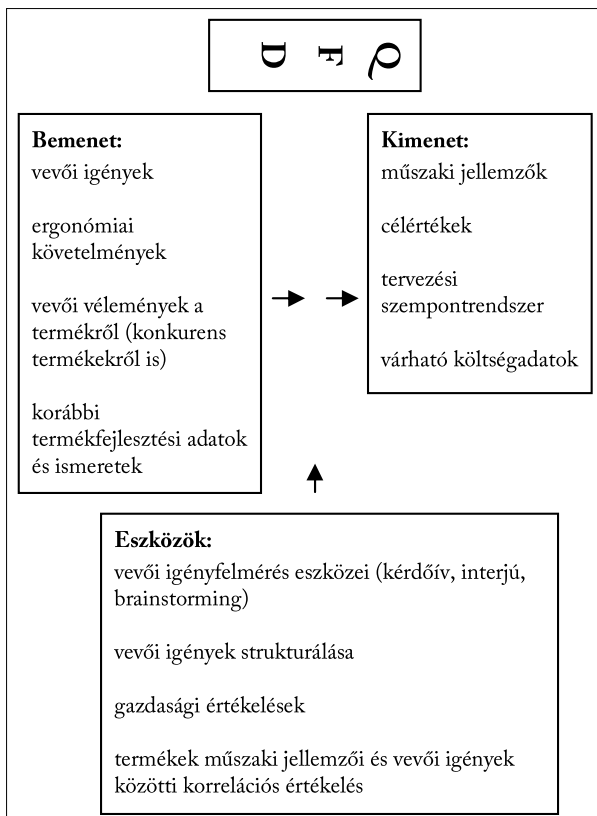 Q F D
Bemenet:
vevői igények
ergonómiai
követelmények
vevői vélemények a
termékről (konkurens
termékekről is)
korábbi
termékfejlesztési adatok
és ismeretek
Kimenet:
műszaki jellemzők
célértékek
tervezési
szempontrendszer
várható költségadatok
Eszközök:
vevői igényfelmérés eszközei (kérdőív, interjú,
brainstorming)
vevői igények strukturálása
gazdasági értékelések
termékek műszaki jellemzői és vevői igények
közötti korrelációs értékelés